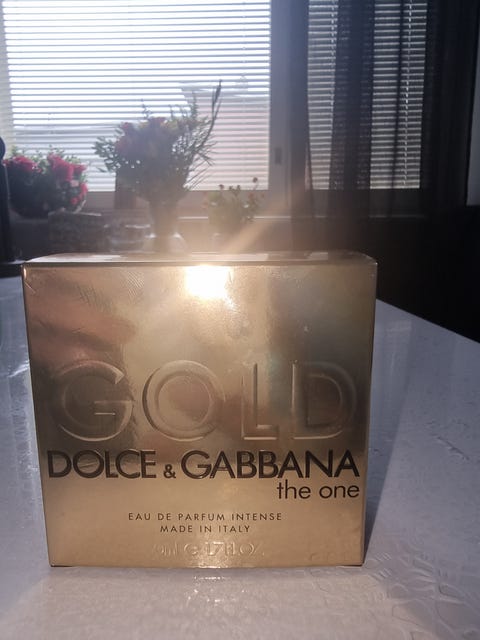 GOLD
DOLCE & GABBANA
the one
EAU DE PARFUM INTENSE
MADE IN ITALY